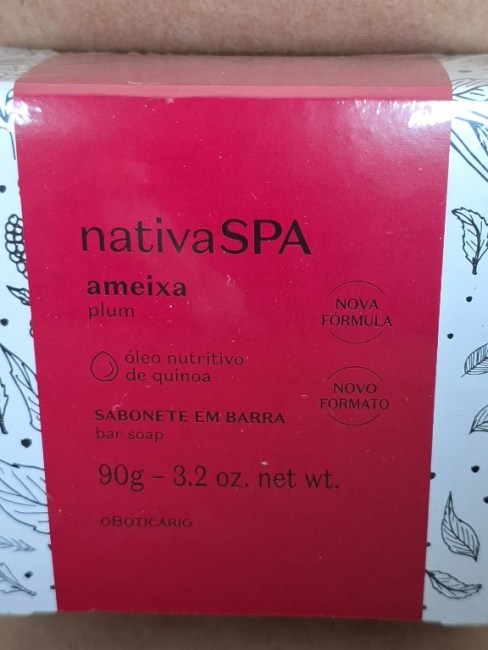 nativaSPA
ameixa
plum
NOVA
FÓRMULA
óleo nutritivo
de quinoa
NOVO
FORMATO
SABONETE EM BARRA
bar soap
90g – 3.2 oz. net wt.
oBOTICÁRIO